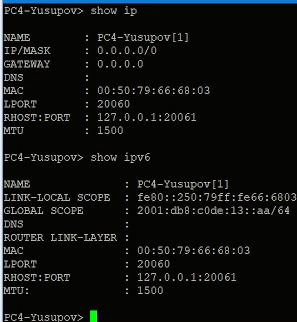 PC4-Yusupov> show ip
NAME : PC4-Yusupov[1]
IP/MASK : 0.0.0.0/0
GATEWAY : 0.0.0.0
DNS :
MAC : 00:50:79:66:68:03
LPORT : 20060
RHOST:PORT : 127.0.0.1:20061
MTU : 1500
PC4-Yusupov> show ipv6
NAME : PC4-Yusupov[1]
LINK-LOCAL SCOPE : fe80::250:79ff:fe66:6803
GLOBAL SCOPE : 2001:db8:c0de:13::aa/64
DNS :
ROUTER LINK-LAYER :
MAC : 00:50:79:66:68:03
LPORT : 20060
RHOST:PORT : 127.0.0.1:20061
MTU: : 1500
PC4-Yusupov>